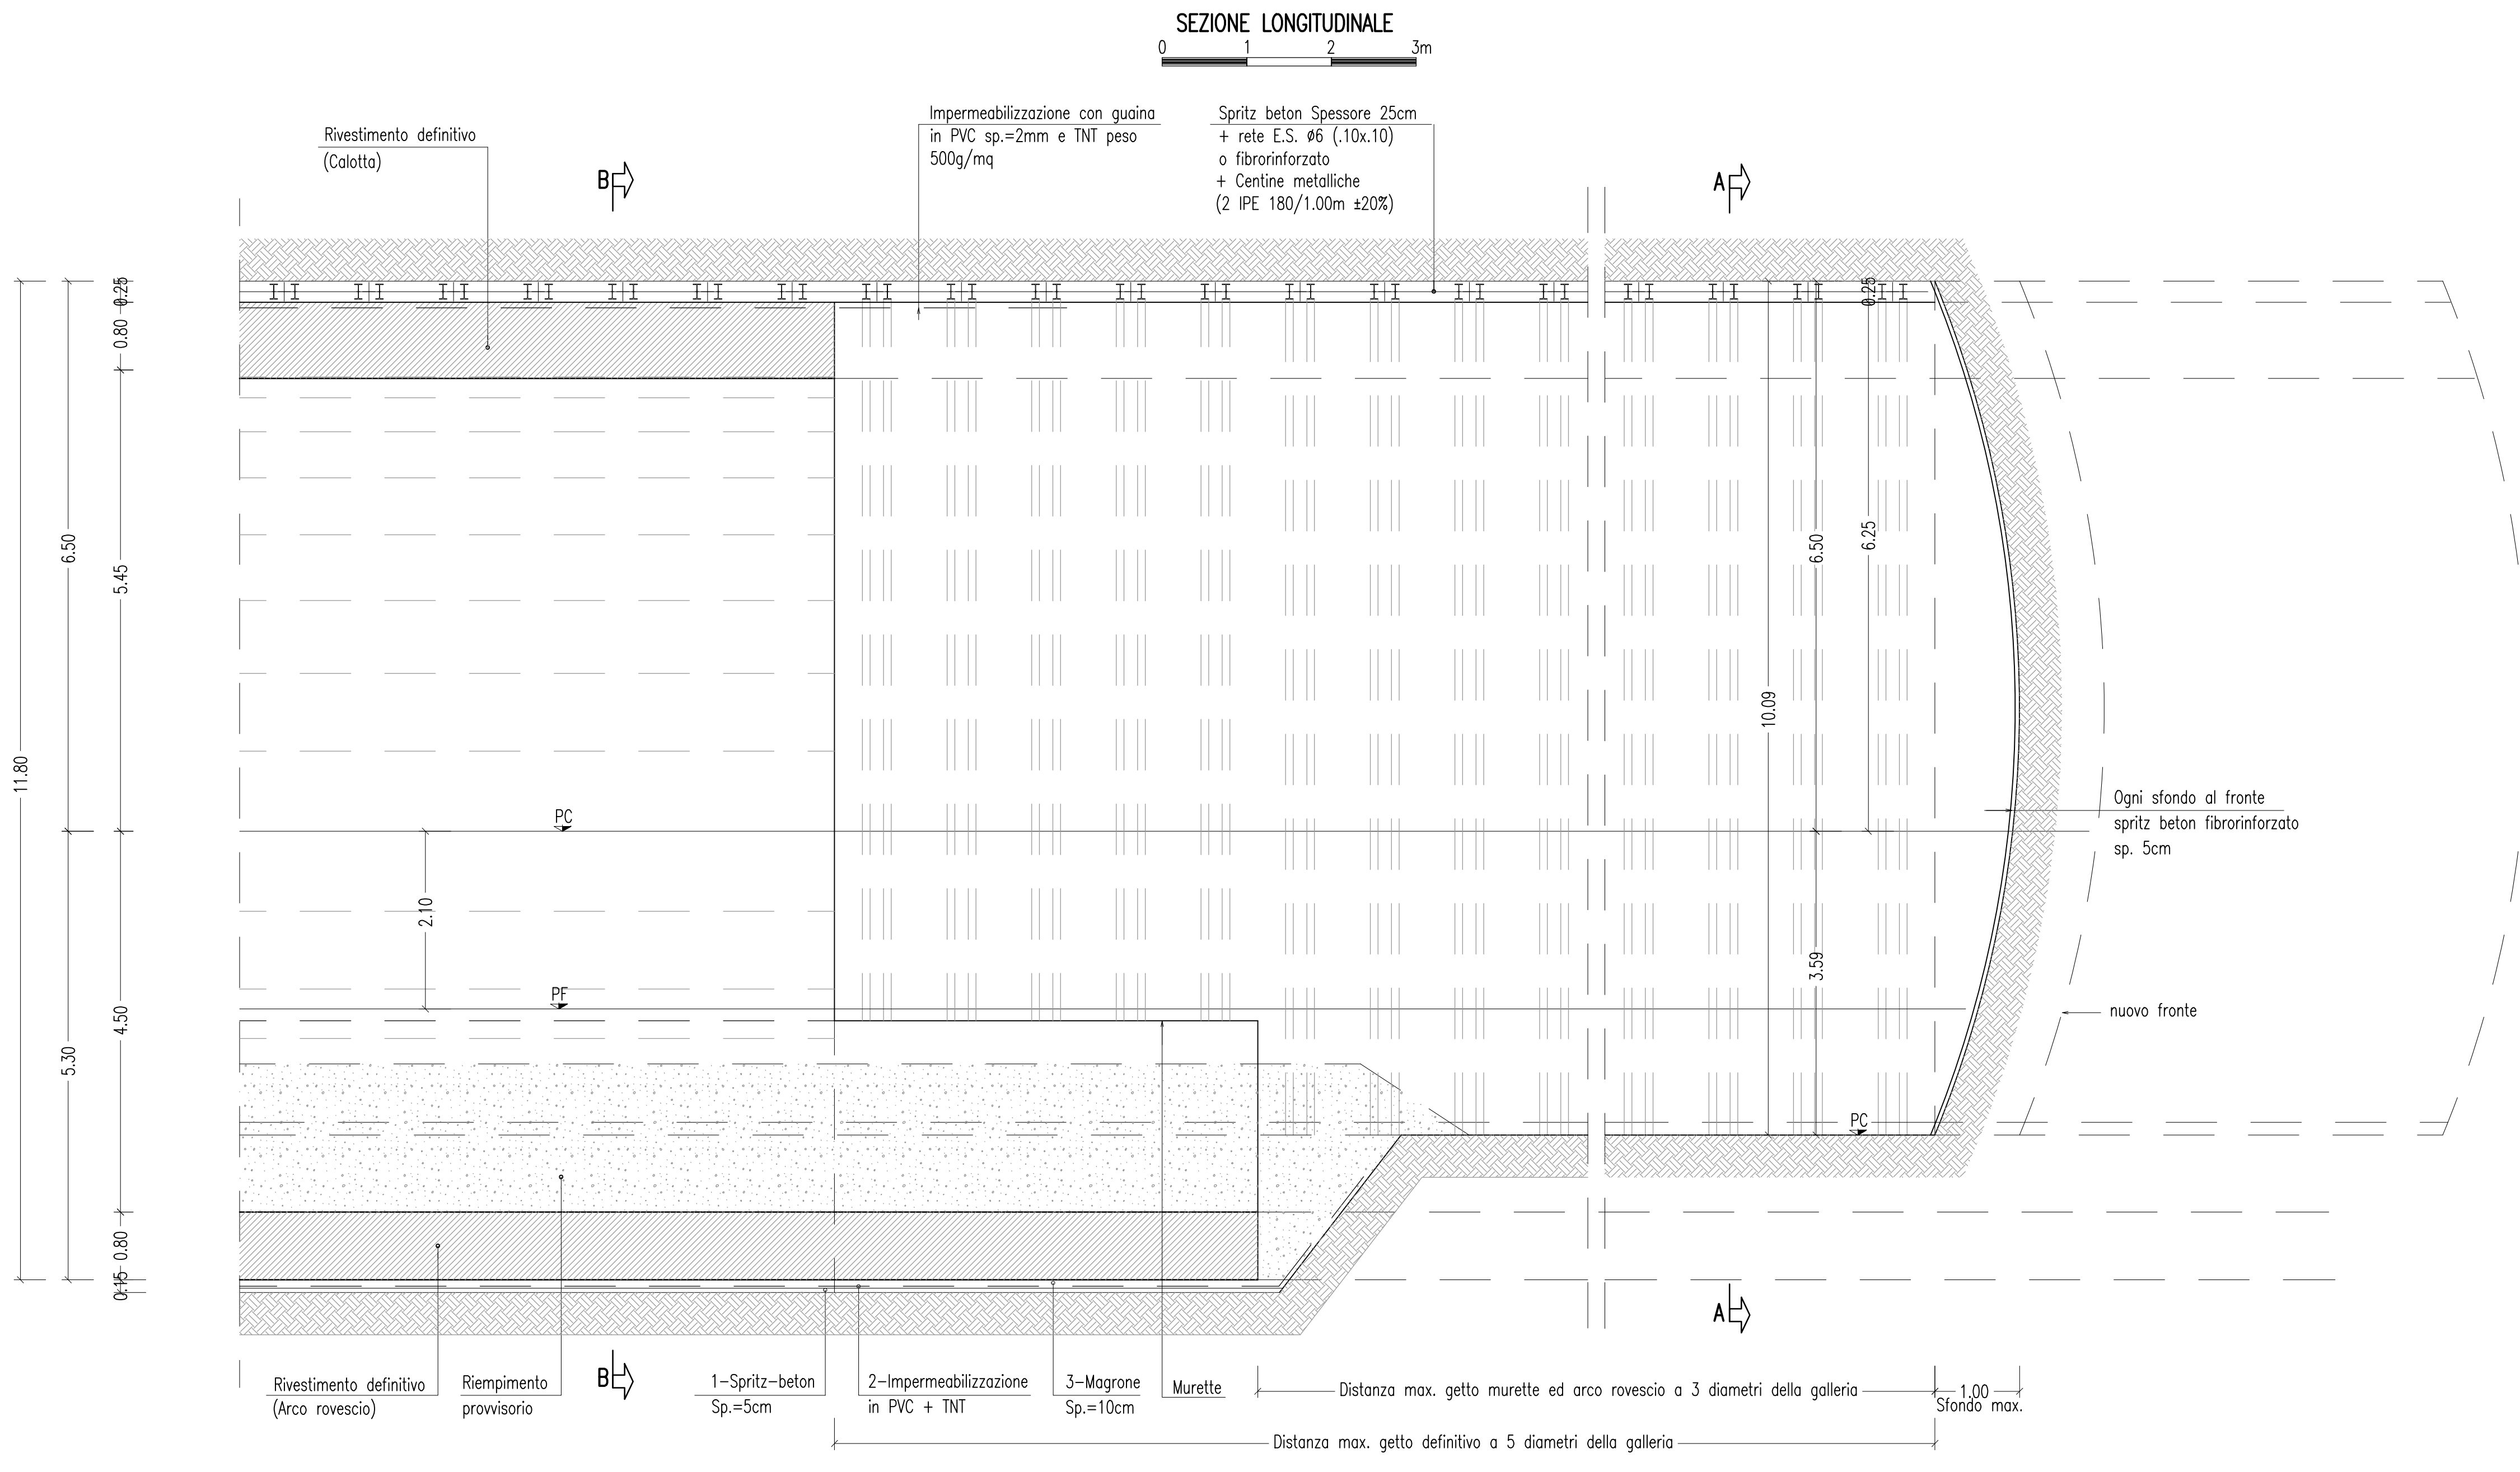 SEZIONE LONGITUDINALE
0 1 2 3m
Rivestimento definitivo
(Calotta)
B
Impermeabilizzazione con guaina
in PVC sp.=2mm e TNT peso
500g/mq
Spritz beton Spessore 25cm
+ rete E.S. ø6 (.10x.10)
o fibrorinforzato
+ Centine metalliche
(2 IPE 180/1.00m ±20%)
A
0.25
0.80
6.50
5.45
11.80
4.50
5.30
0.80
0.15
PC
2.10
PF
0.25
6.25
6.50
10.09
3.59
PC
Ogni sfondo al fronte
spritz beton fibrorinforzato
sp. 5cm
nuovo fronte
A
B
Rivestimento definitivo
(Arco rovescio)
Riempimento
provvisorio
1-Spritz-beton
Sp.=5cm
2-Impermeabilizzazione
in PVC + TNT
3-Magrone
Sp.=10cm
Murette
Distanza max. getto murette ed arco rovescio a 3 diametri della galleria
1.00
Sfondo max.
Distanza max. getto definitivo a 5 diametri della galleria